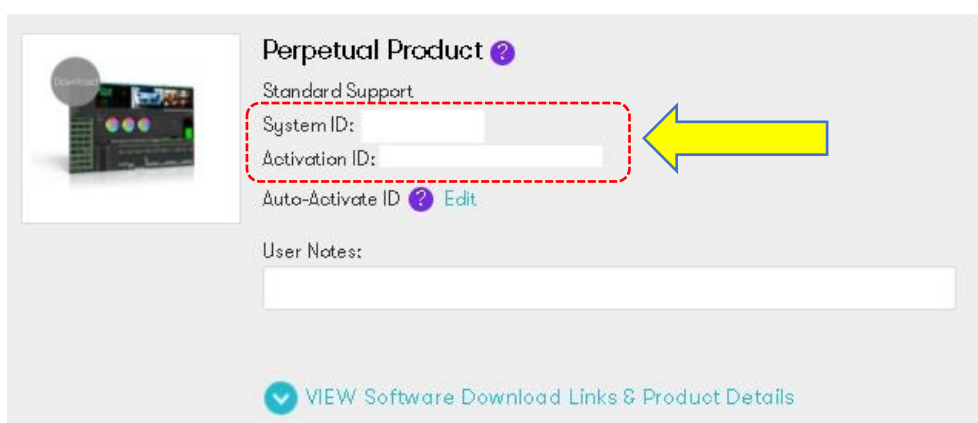 Download
Perpetual Product ?
Standard Support
System ID:
Activation ID:
Auto-Activate ID ? Edit
User Notes:
VIEW Software Download Links & Product Details